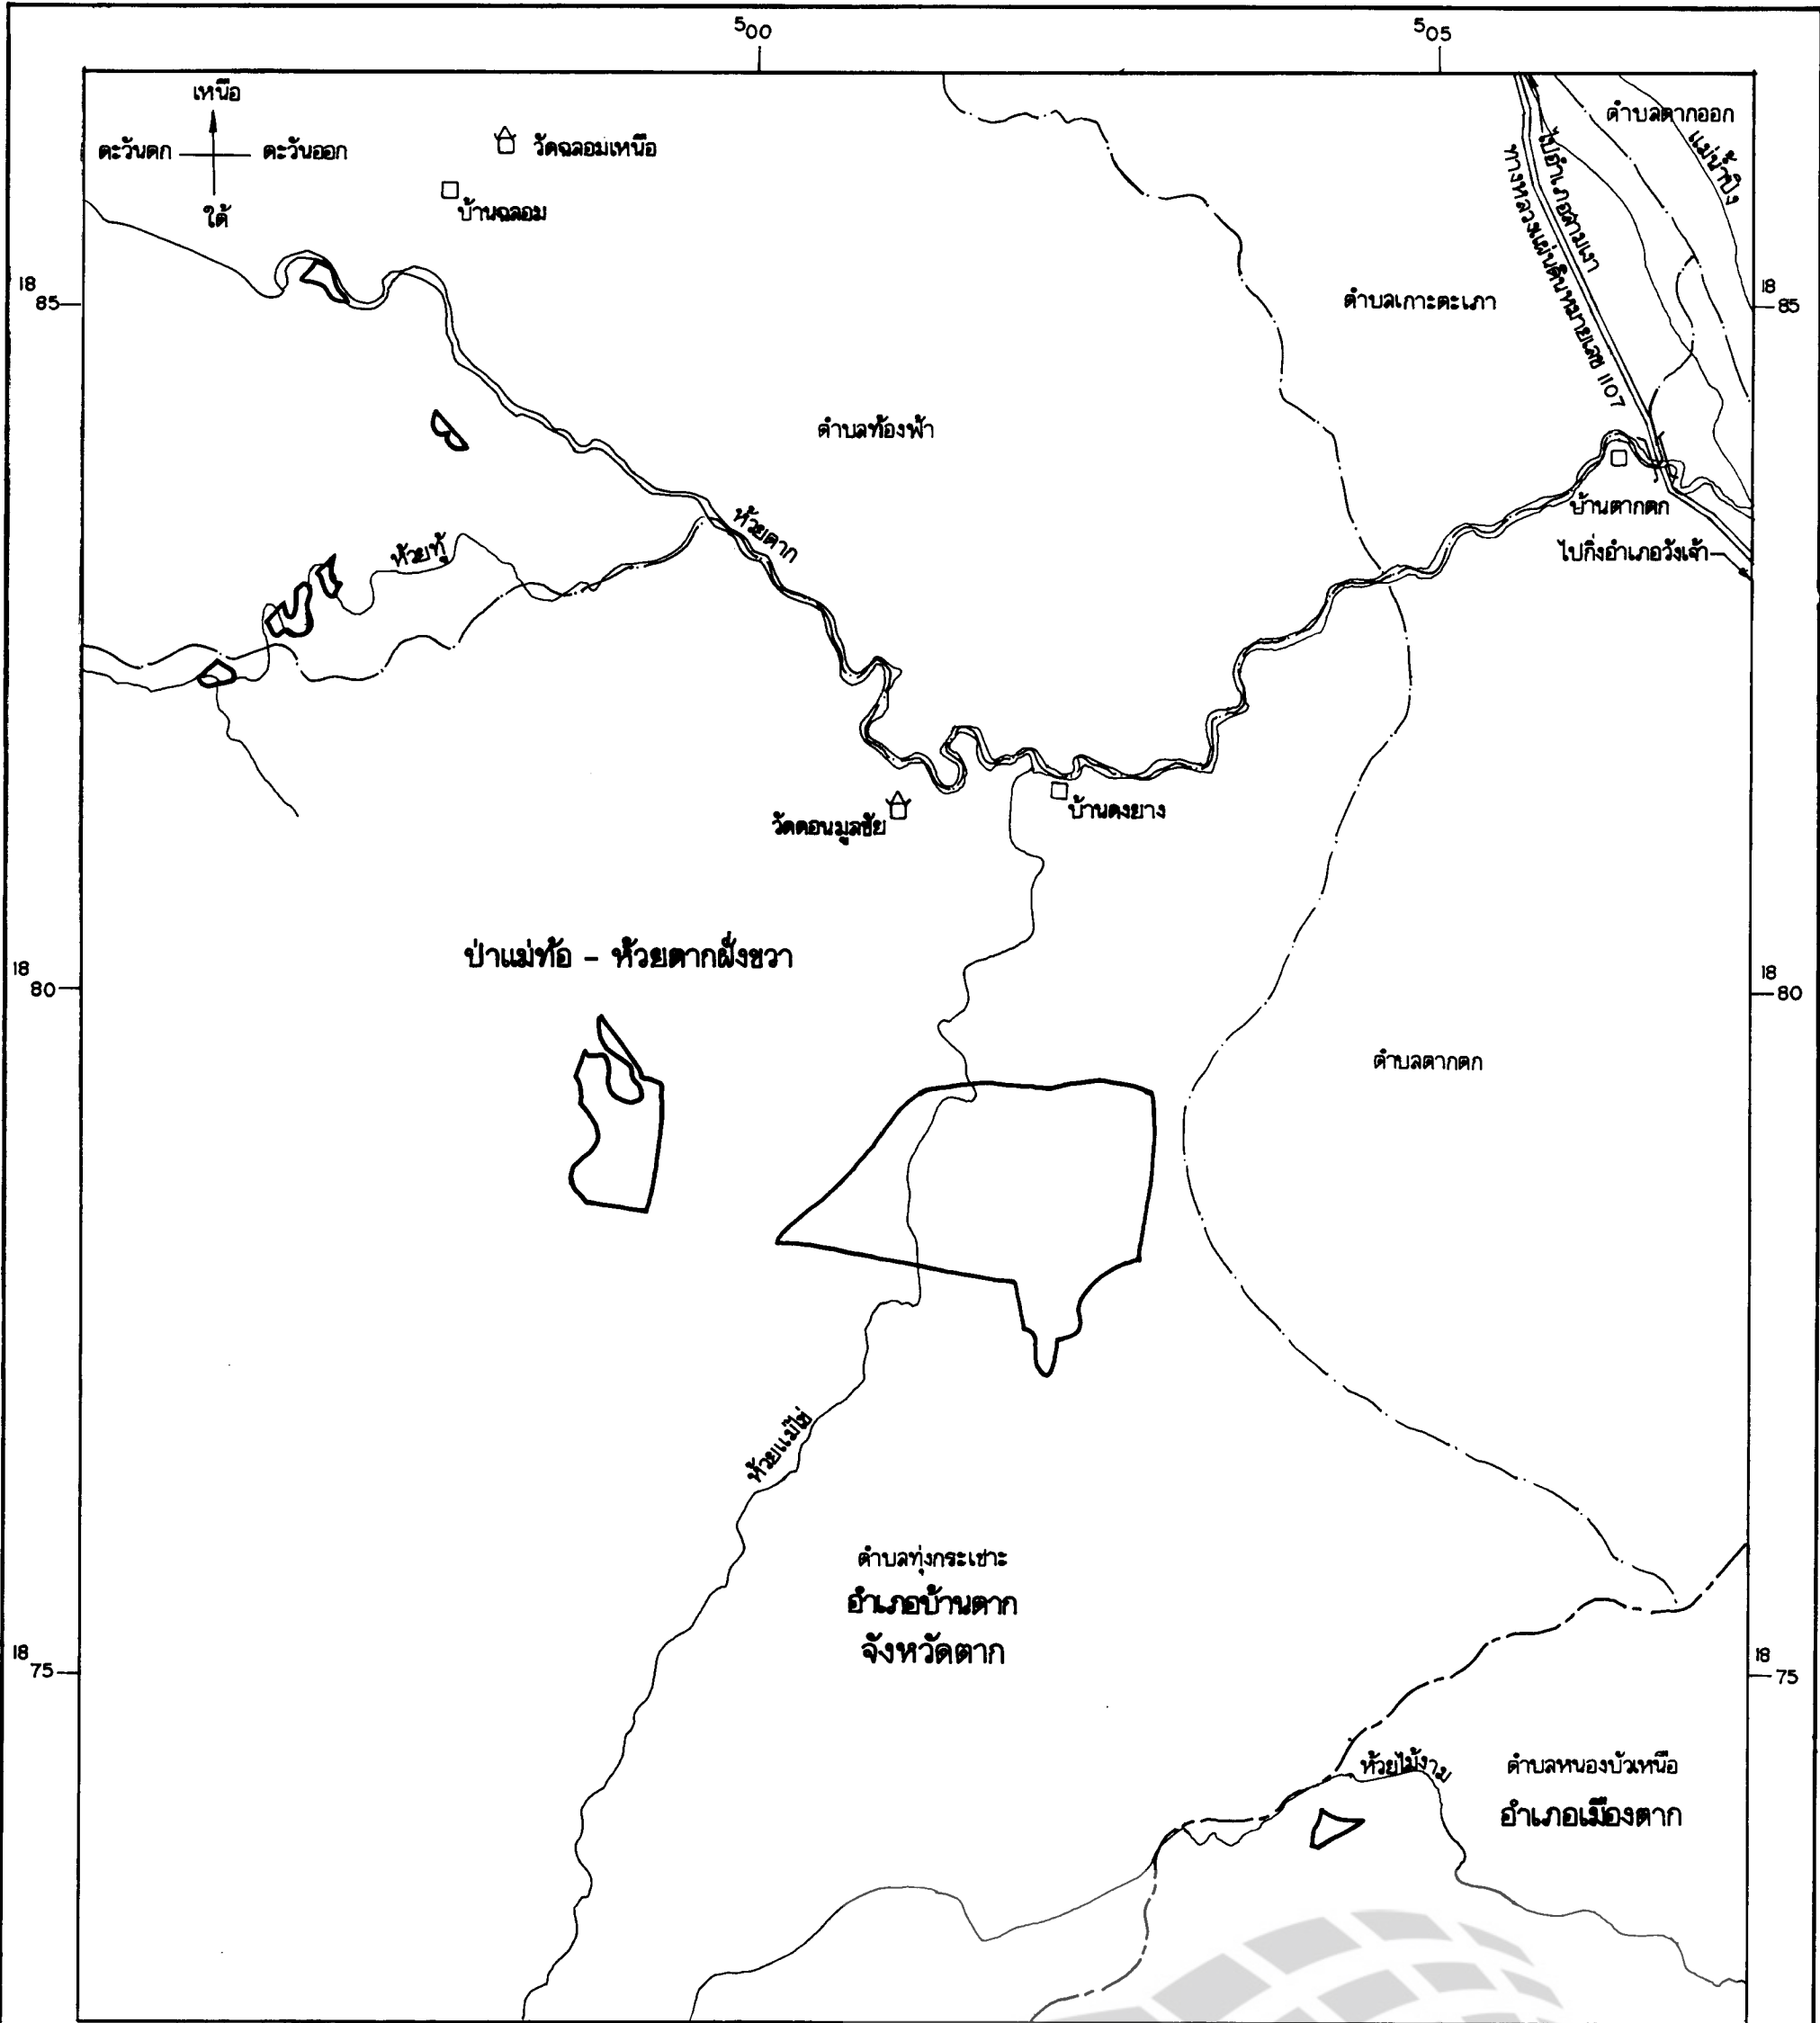 500
505
เหนือ
ตะวันตก
ตะวันออก
ใต้
วัดฉลอมเหนือ
บ้านฉลอม
ตำบลตากออก
แม่น้ำปิง
ไปอำเภอสามเงา
ทางหลวงแผ่นดินหมายเลข 1107
18
85
18
85
ตำบลเกาะตะเภา
ตำบลท้องฟ้า
ห้วยตาก
ห้วยทู้
บ้านตากตก
ไปกิ่งอำเภอวังเจ้า
วัดดอนมูลชัย
บ้านดงยาง
ป่าแม่ท้อ - ห้วยตากฝั่งขวา
18
80
18
80
ตำบลตากตก
ห้วยแม่ไข่
ตำบลทุ่งกระเชาะ
อำเภอบ้านตาก
จังหวัดตาก
18
75
18
75
ห้วยไม้งาม
ตำบลหนองบัวเหนือ
อำเภอเมืองตาก